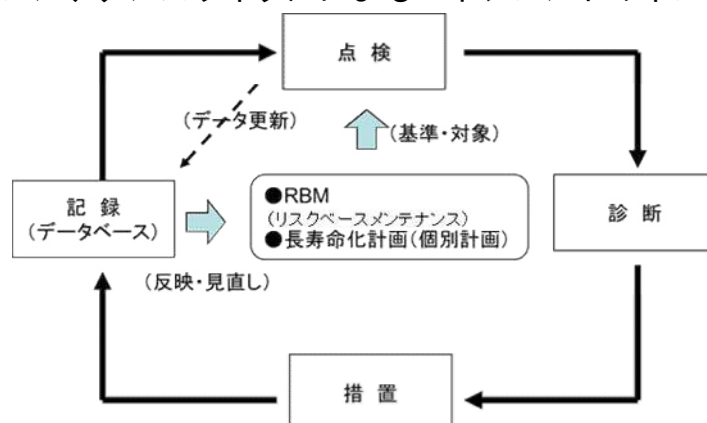 点 検
(データ更新)
(基準・対象)
記 録
(データベース)
●RBM
(リスクベースメンテナンス)
●長寿命化計画(個別計画)
診 断
(反映・見直し)
措 置